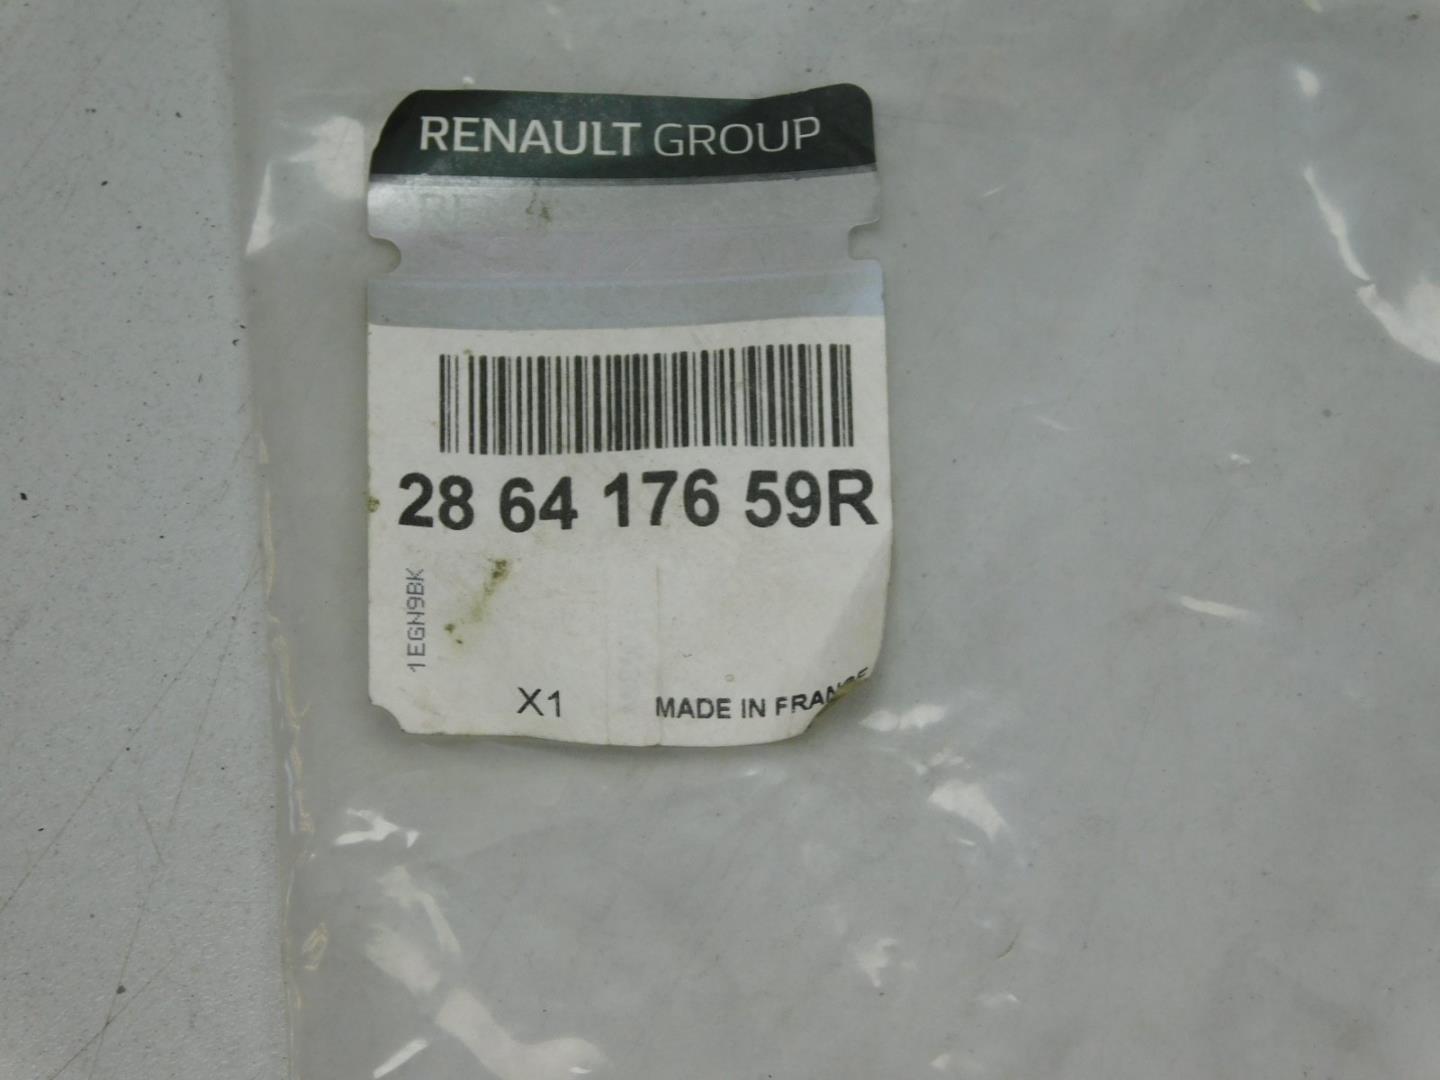 RENAULT GROUP
28 64 176 59R
1EGN9BK
X1
MADE IN FRANCE